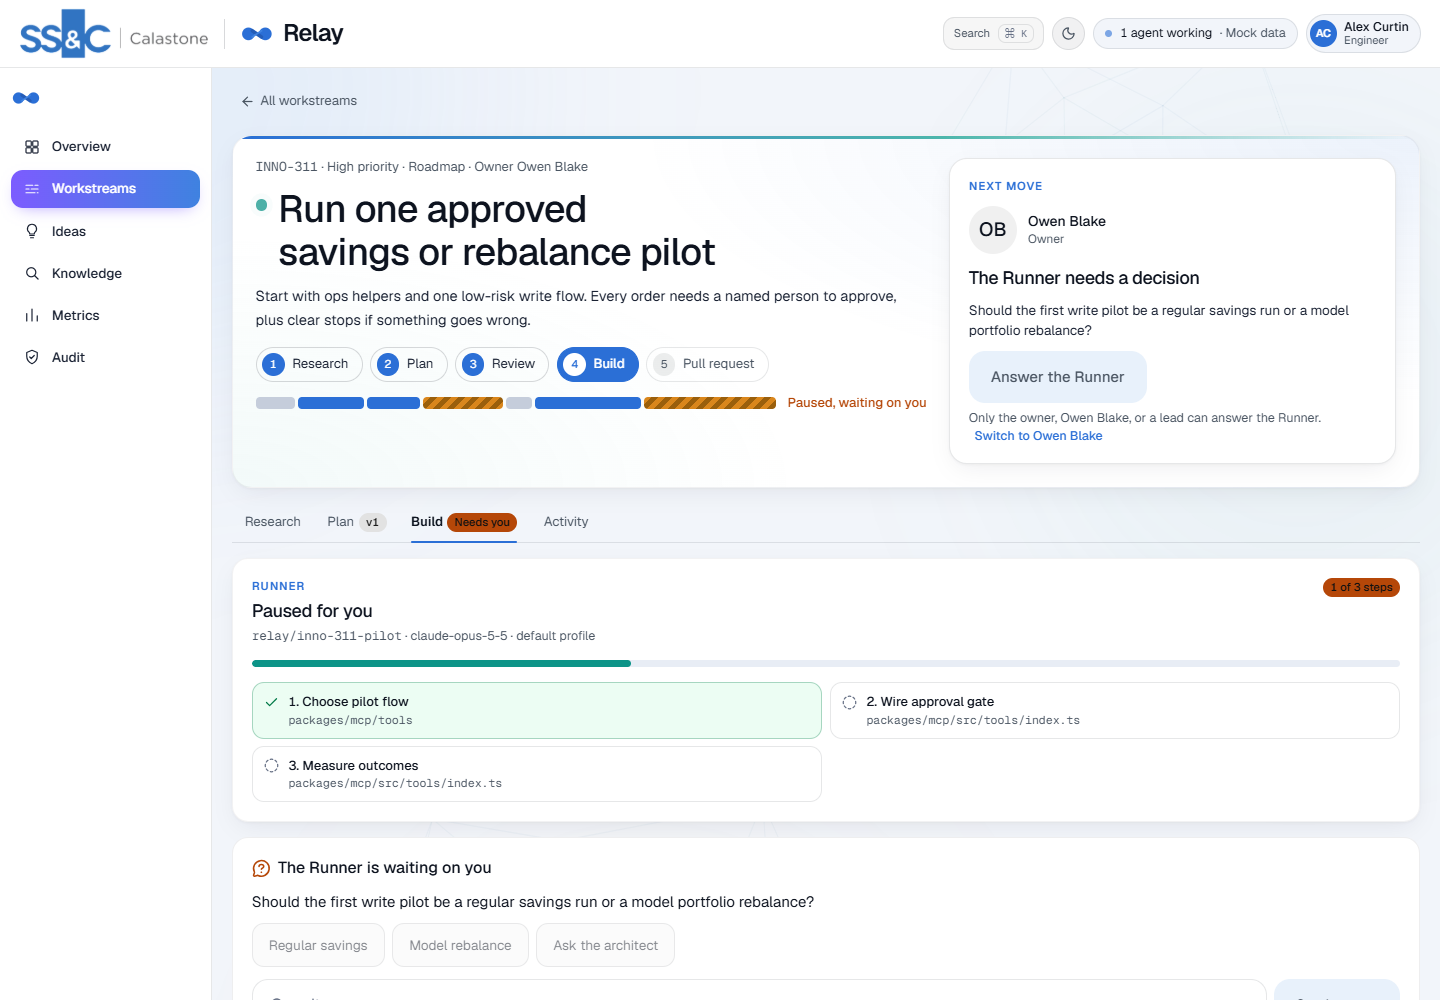 SS&C | Calastone
Relay
Search ⌘ K
1 agent working · Mock data
AC
Alex Curtin
Engineer
Overview
Workstreams
Ideas
Knowledge
Metrics
Audit
← All workstreams
INNO-311 · High priority · Roadmap · Owner Owen Blake
Run one approved
savings or rebalance pilot
Start with ops helpers and one low-risk write flow. Every order needs a named person to approve,
plus clear stops if something goes wrong.
1 Research 2 Plan 3 Review 4 Build 5 Pull request
Paused, waiting on you
NEXT MOVE
OB
Owen Blake
Owner
The Runner needs a decision
Should the first write pilot be a regular savings run or a model
portfolio rebalance?
Answer the Runner
Only the owner, Owen Blake, or a lead can answer the Runner.
Switch to Owen Blake
Research Plan v1 Build Needs you Activity
RUNNER
1 of 3 steps
Paused for you
relay/inno-311-pilot · claude-opus-5-5 · default profile
1. Choose pilot flow
packages/mcp/tools
2. Wire approval gate
packages/mcp/src/tools/index.ts
3. Measure outcomes
packages/mcp/src/tools/index.ts
The Runner is waiting on you
Should the first write pilot be a regular savings run or a model portfolio rebalance?
Regular savings Model rebalance Ask the architect